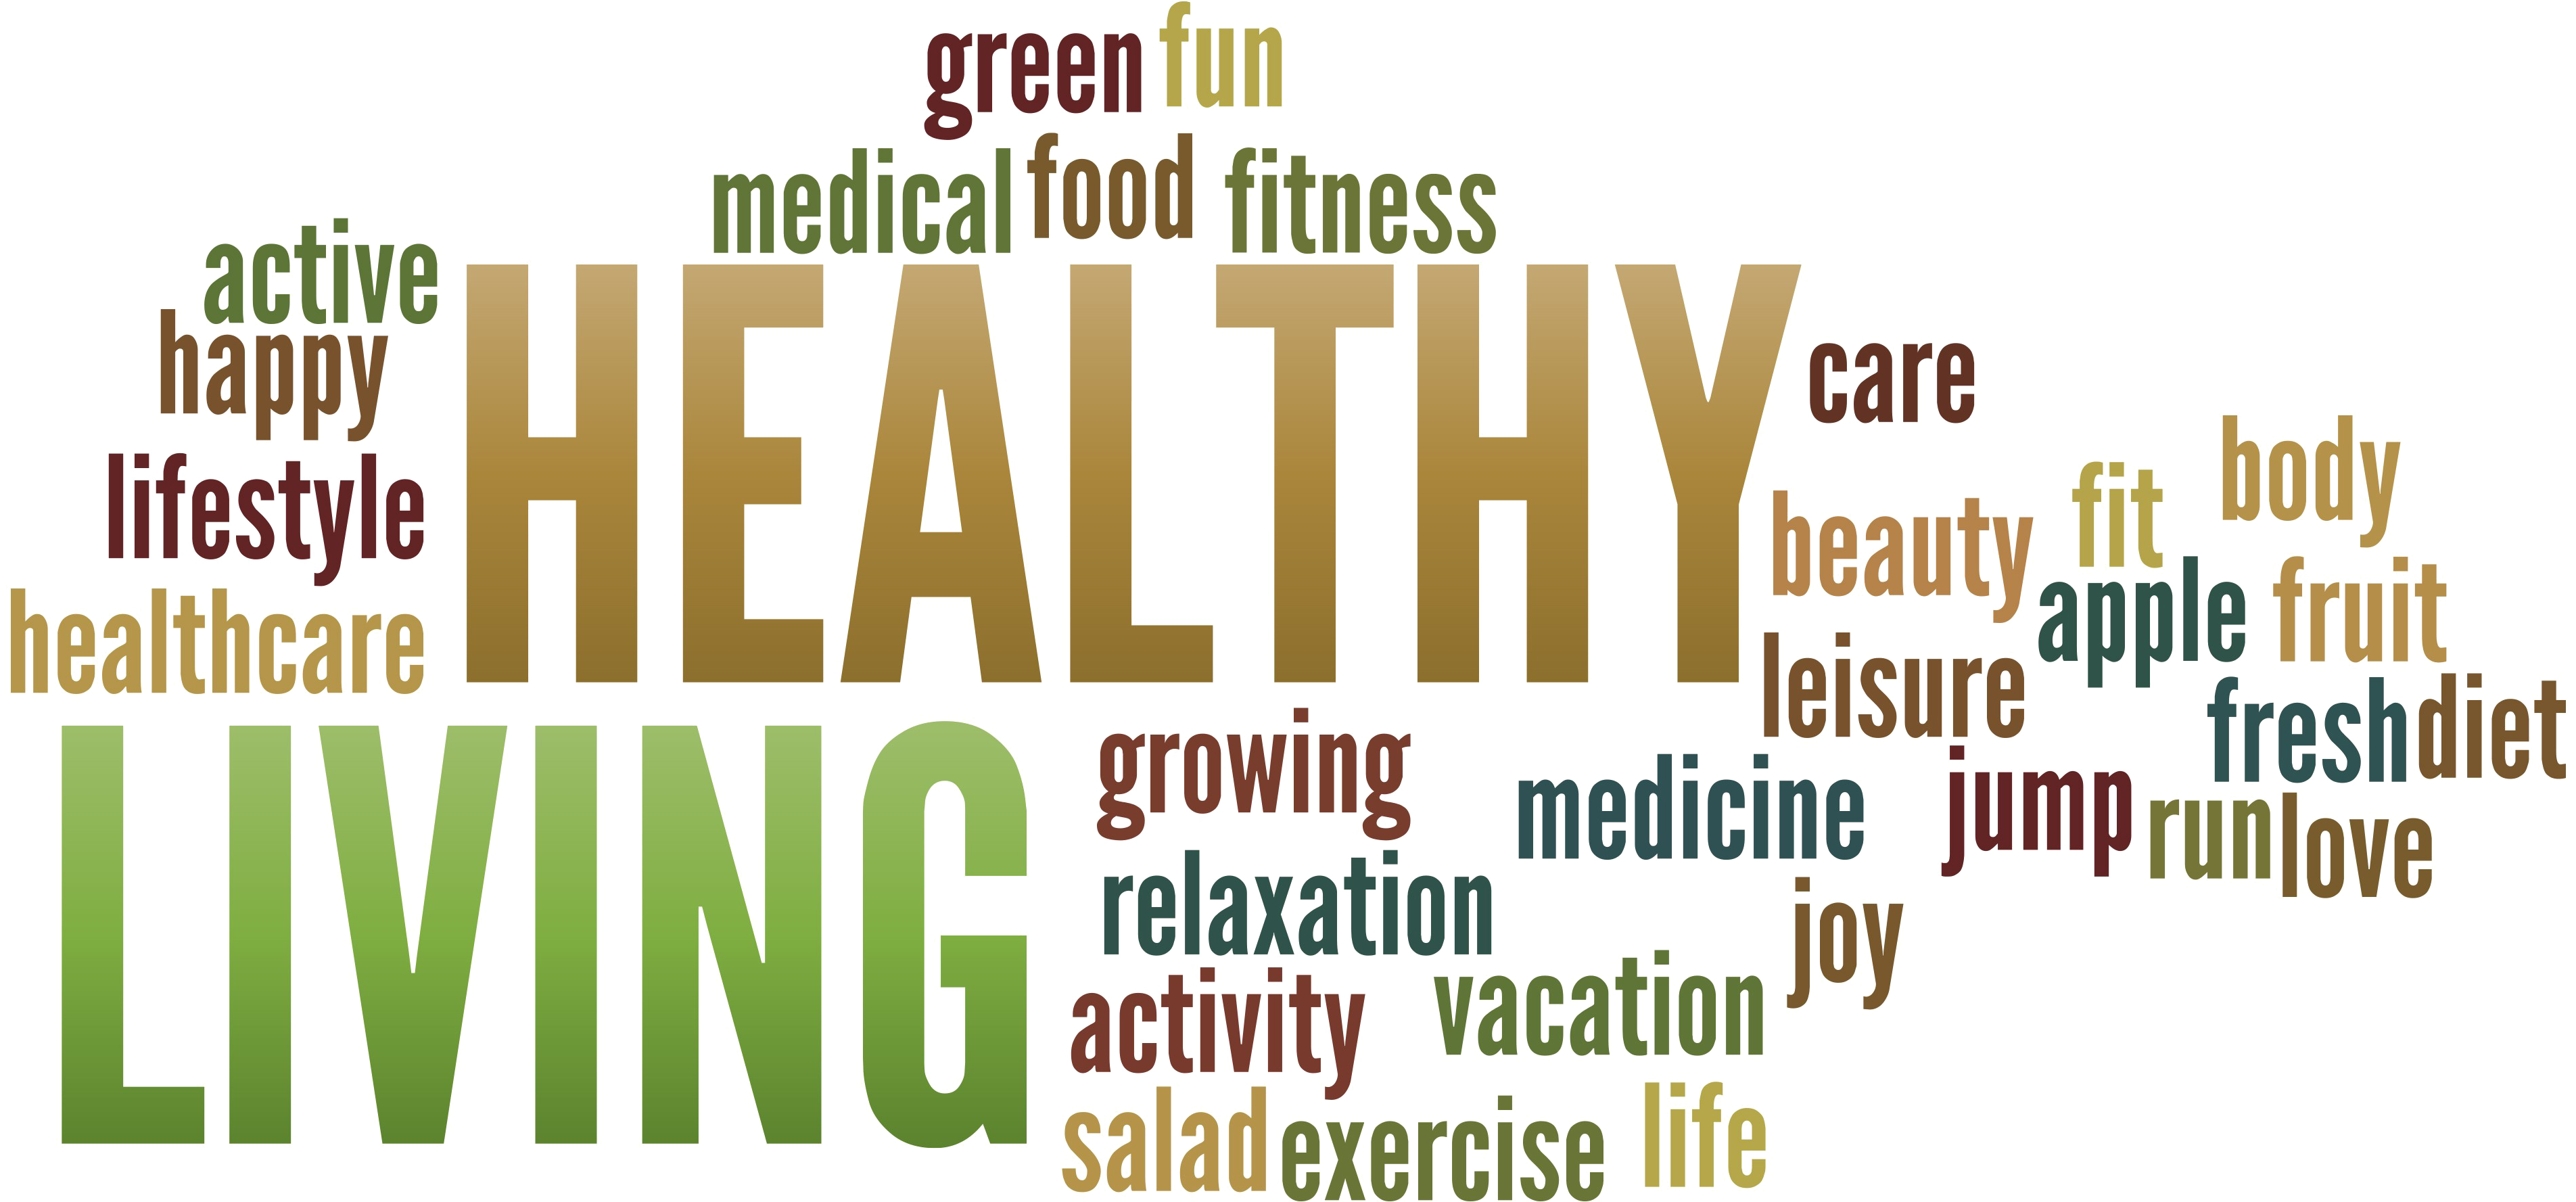 green fun
medical food fitness
active
happy
lifestyle
healthcare
HEALTHY
care
body
beauty fit
apple fruit
leisure
fresh diet
LIVING
growing
medicine jump run love
relaxation
joy
activity vacation
salad exercise life